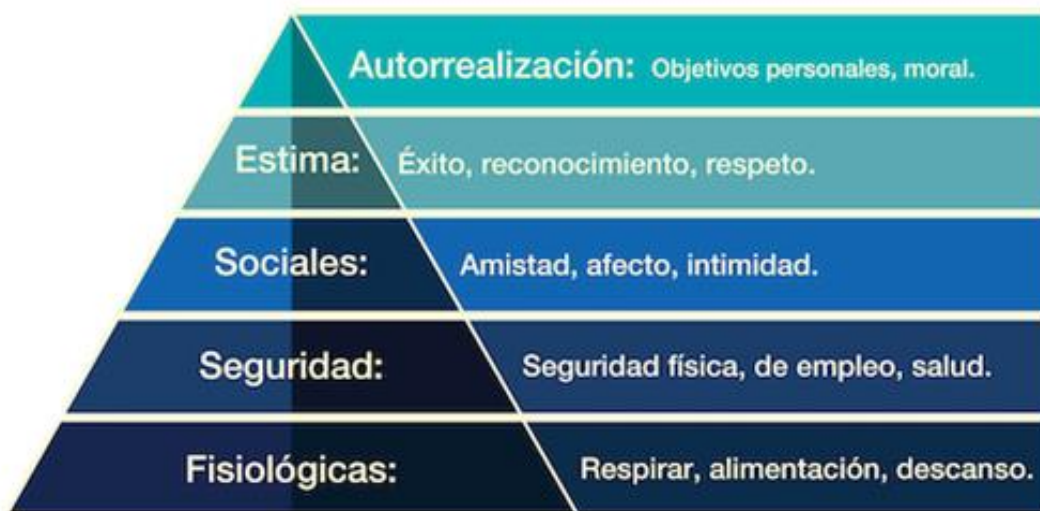 Autorrealización: Objetivos personales, moral.
Estima: Éxito, reconocimiento, respeto.
Sociales: Amistad, afecto, intimidad.
Seguridad: Seguridad física, de empleo, salud.
Fisiológicas: Respirar, alimentación, descanso.